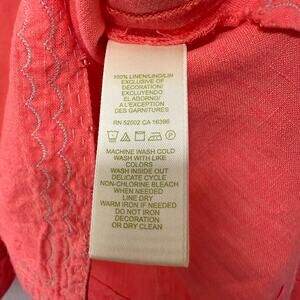 100% LINEN/LINO/LIN
EXCLUSIVE OF
DECORATION/
EXCLUYENDO
EL ADORNO/
A L'EXCEPTION
DES GARNITURES
RN 52002 CA 16396
MACHINE WASH COLD
WASH WITH LIKE
COLORS
WASH INSIDE OUT
DELICATE CYCLE
NON-CHLORINE BLEACH
WHEN NEEDED
LINE DRY
WARM IRON IF NEEDED
DO NOT IRON
DECORATION
OR DRY CLEAN